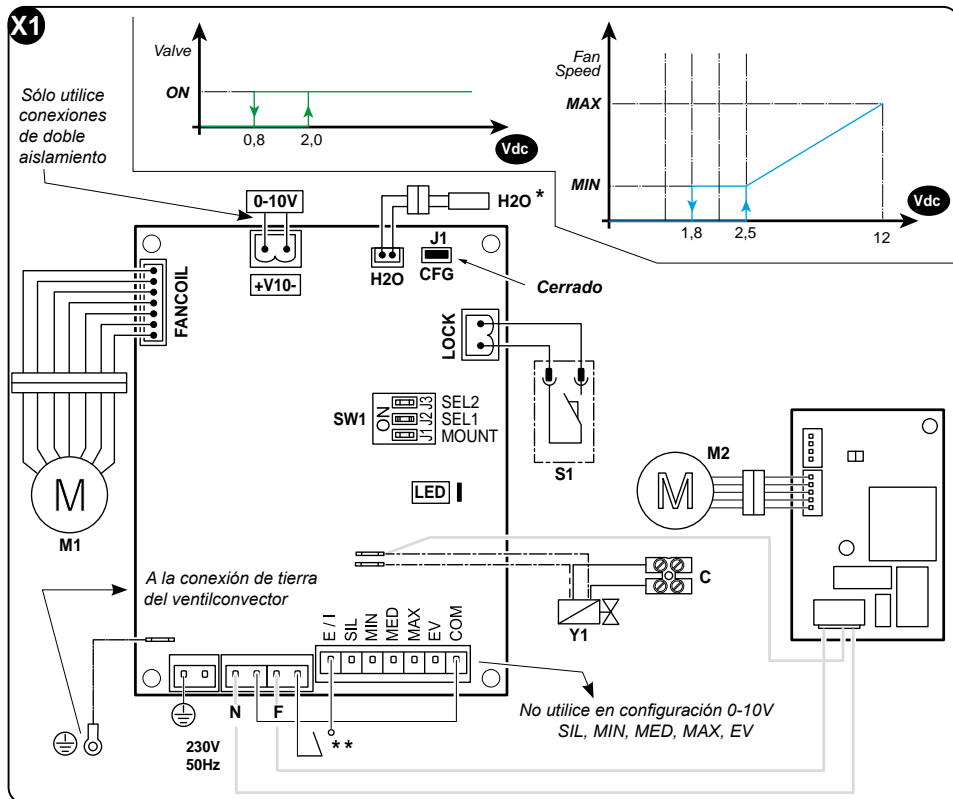 X1
Valve
ON
0,8
2,0
Vdc
Fan
Speed
MAX
MIN
1,8
2,5
12
Vdc
Sólo utilice
conexiones
de doble
aislamiento
0-10V
+V10-
H2O *
H2O
J1
CFG
Cerrado
FANCOIL
LOCK
SW1
ON
J3 SEL2
J2 SEL1
J1 MOUNT
S1
LED
M
M1
M2
M
A la conexión de tierra
del ventilconvector
E / I
SIL
MIN
MED
MAX
EV
COM
Y1
C
N
F
230V
50Hz
* *
No utilice en configuración 0-10V
SIL, MIN, MED, MAX, EV